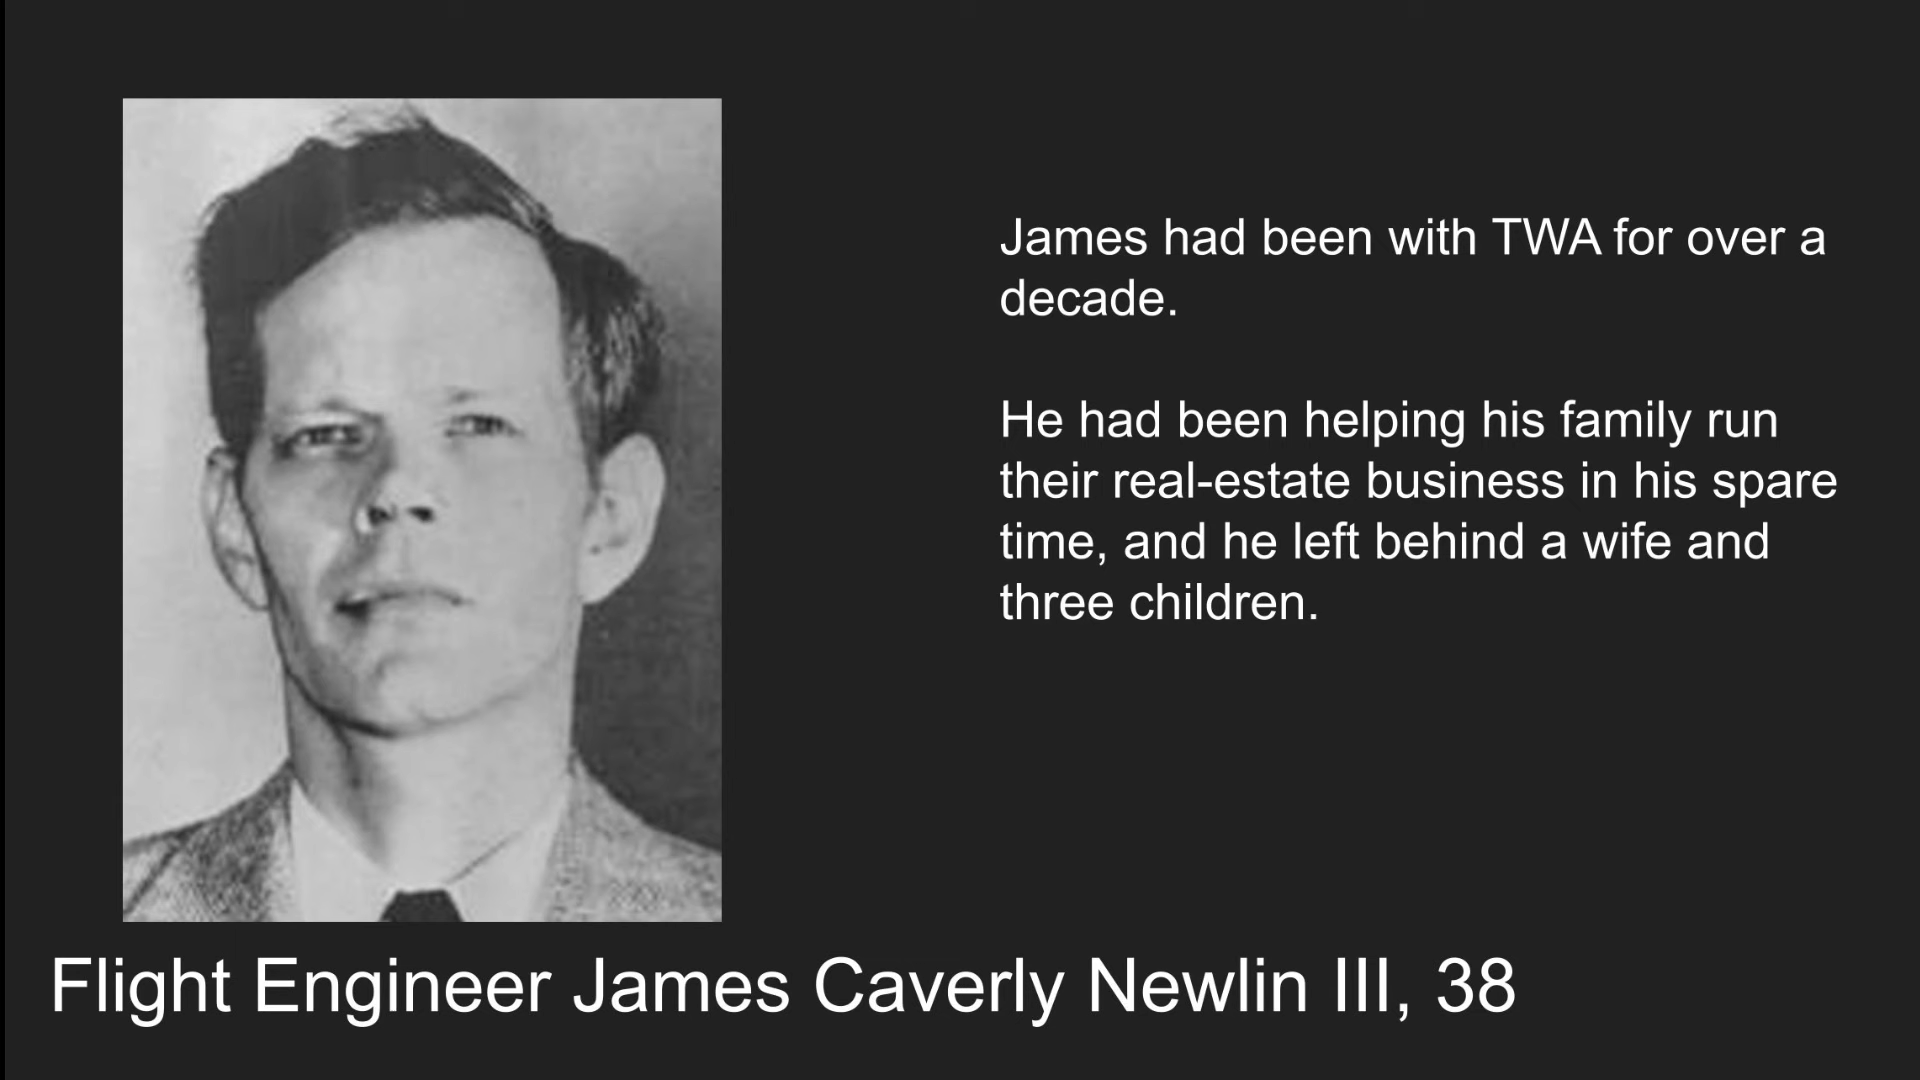 James had been with TWA for over a
decade.
He had been helping his family run
their real-estate business in his spare
time, and he left behind a wife and
three children.
Flight Engineer James Caverly Newlin III, 38